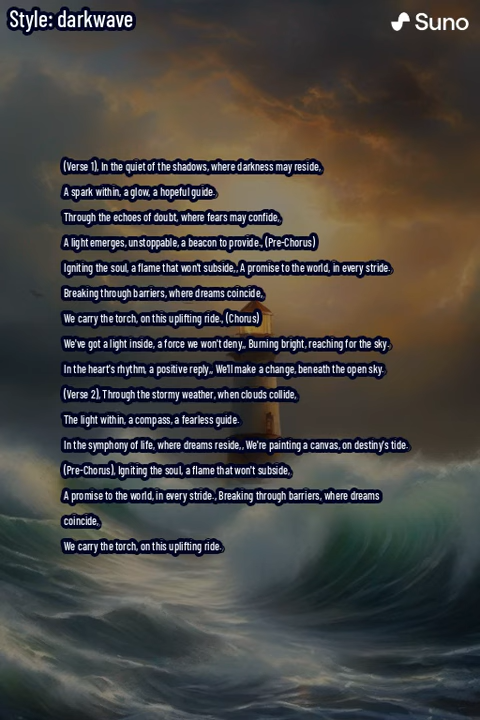 Style: darkwave
Suno
(Verse 1), In the quiet of the shadows, where darkness may reside,
A spark within, a glow, a hopeful guide.
Through the echoes of doubt, where fears may confide,
A light emerges, unstoppable, a beacon to provide., (Pre-Chorus)
Igniting the soul, a flame that won't subside,, A promise to the world, in every stride.
Breaking through barriers, where dreams coincide,
We carry the torch, on this uplifting ride., (Chorus)
We've got a light inside, a force we won't deny,, Burning bright, reaching for the sky.
In the heart's rhythm, a positive reply,, We'll make a change, beneath the open sky.
(Verse 2), Through the stormy weather, when clouds collide,
The light within, a compass, a fearless guide.
In the symphony of life, where dreams reside,, We're painting a canvas, on destiny's tide.
(Pre-Chorus), Igniting the soul, a flame that won't subside,
A promise to the world, in every stride., Breaking through barriers, where dreams
coincide,
We carry the torch, on this uplifting ride.